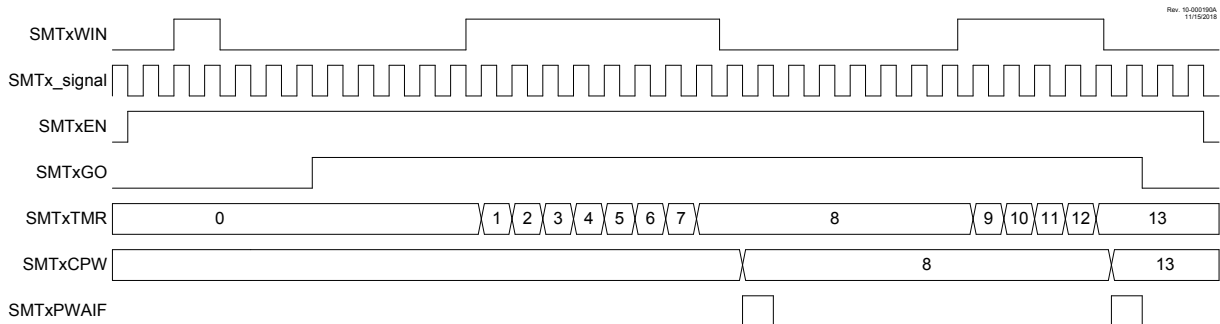 Rev. 10-000190A
11/15/2018
SMTxWIN
SMTx_signal
SMTxEN
SMTxGO
SMTxTMR 0 1 2 3 4 5 6 7 8 9 10 11 12 13
SMTxCPW 8 13
SMTxPWAIF